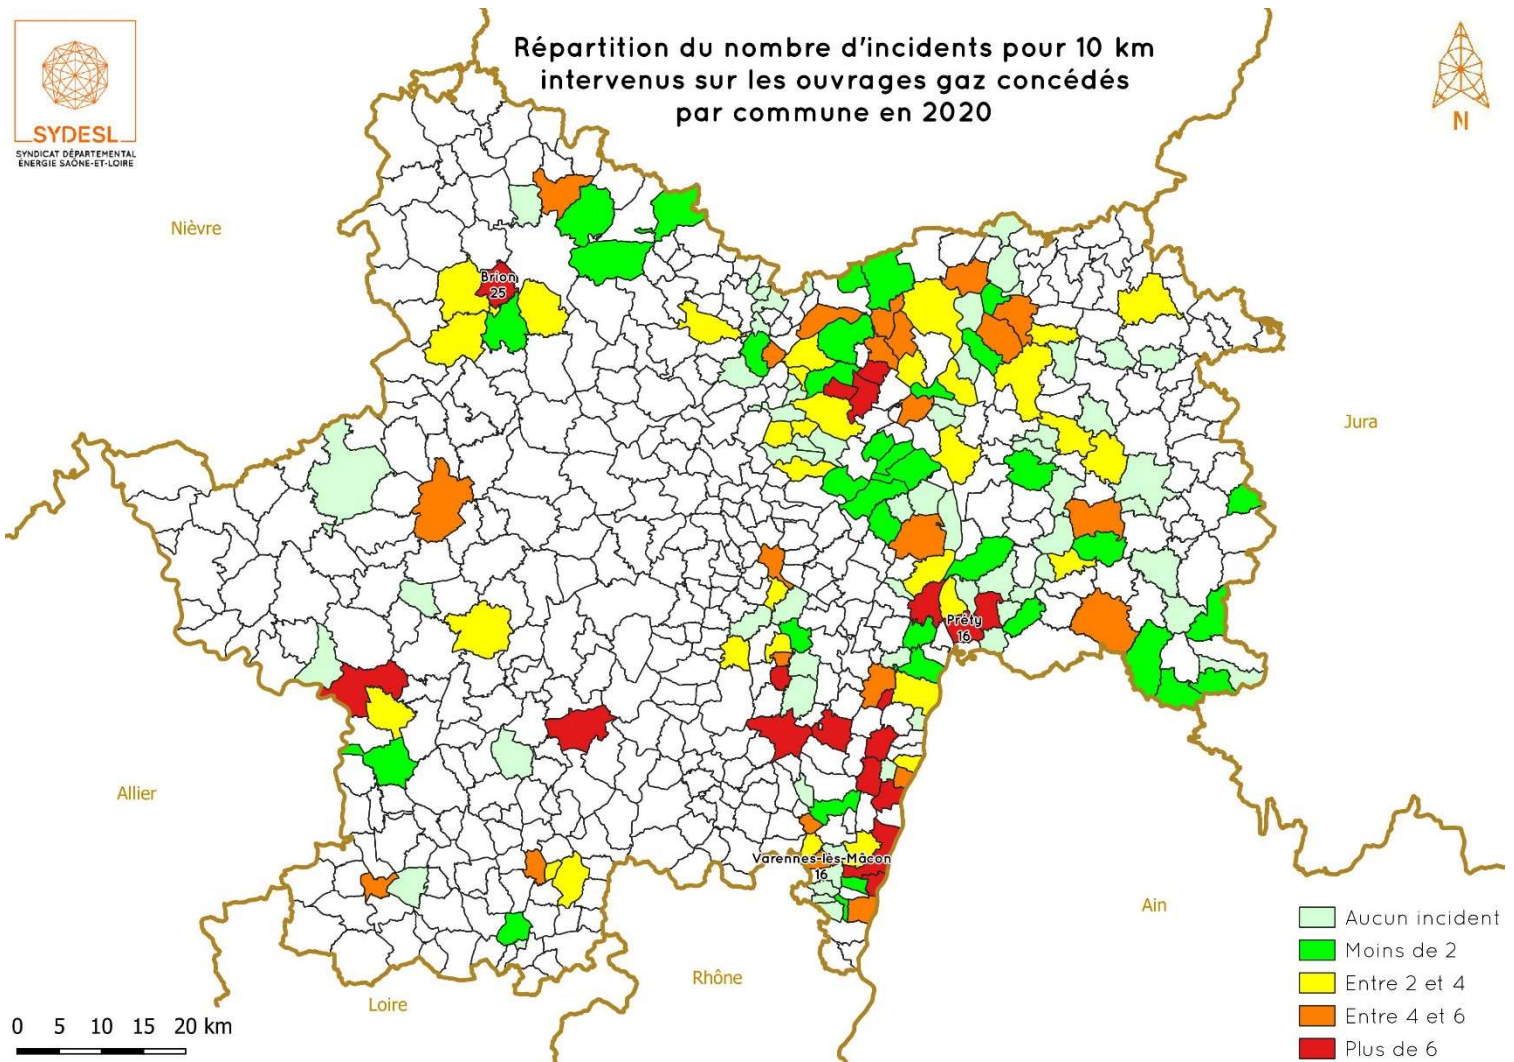 Répartition du nombre d'incidents pour 10 km
intervenus sur les ouvrages gaz concédés
par commune en 2020
SYDESL
SYNDICAT DÉPARTEMENTAL
ÉNERGIE SAÔNE-ET-LOIRE
N
Nièvre
Brion
25
Jura
Préty
16
Allier
Varennes-lès-Mâcon
16
Ain
Rhône
Loire
0 5 10 15 20 km
Aucun incident
Moins de 2
Entre 2 et 4
Entre 4 et 6
Plus de 6